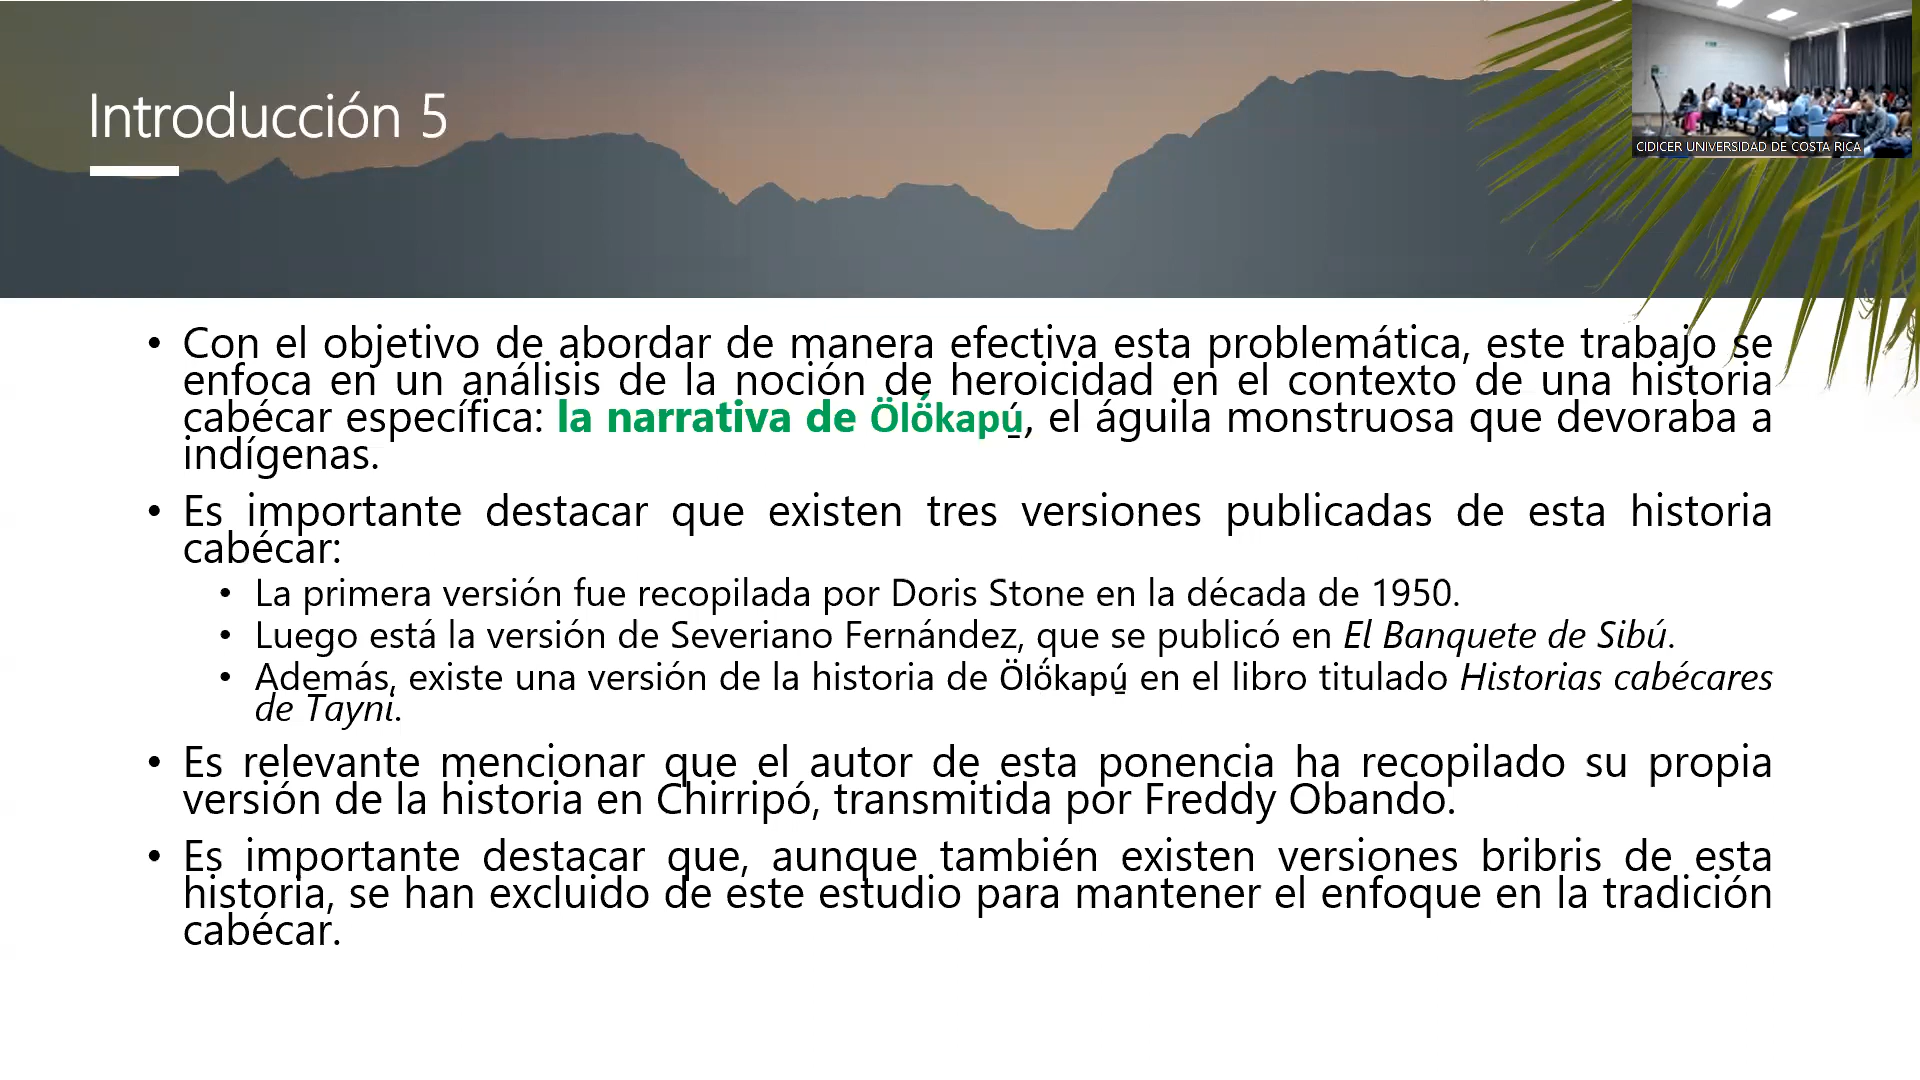 Introducción 5
CIDICER UNIVERSIDAD DE COSTA RICA
• Con el objetivo de abordar de manera efectiva esta problemática, este trabajo se
enfoca en un análisis de la noción de heroicidad en el contexto de una historia
cabécar específica: la narrativa de Ölö́kapú̱, el águila monstruosa que devoraba a
indígenas.
• Es importante destacar que existen tres versiones publicadas de esta historia
cabécar:
• La primera versión fue recopilada por Doris Stone en la década de 1950.
• Luego está la versión de Severiano Fernández, que se publicó en El Banquete de Sibú.
• Además, existe una versión de la historia de Ölö́kapú̱ en el libro titulado Historias cabécares
de Tayni.
• Es relevante mencionar que el autor de esta ponencia ha recopilado su propia
versión de la historia en Chirripó, transmitida por Freddy Obando.
• Es importante destacar que, aunque también existen versiones bribris de esta
historia, se han excluido de este estudio para mantener el enfoque en la tradición
cabécar.